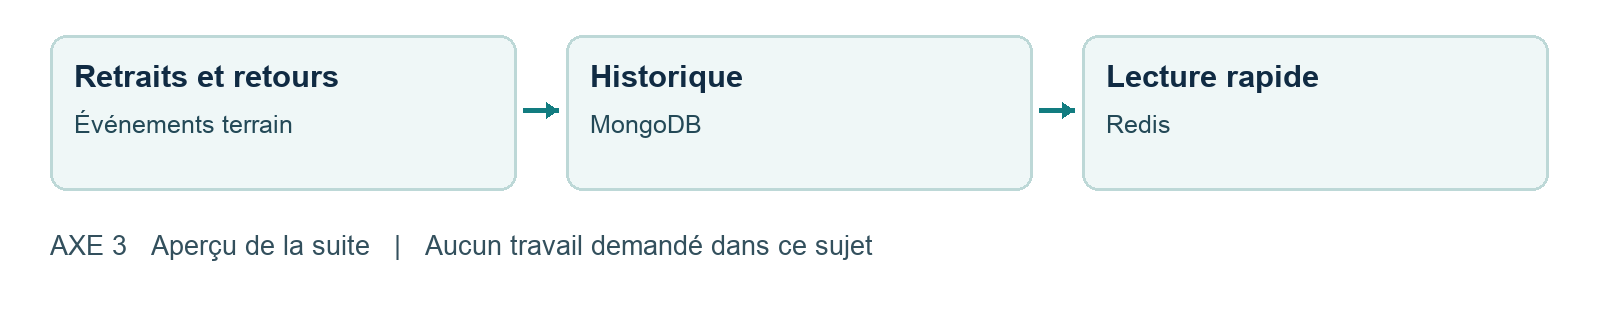 Retraits et retours
Événements terrain
Historique
MongoDB
Lecture rapide
Redis
AXE 3 Aperçu de la suite | Aucun travail demandé dans ce sujet